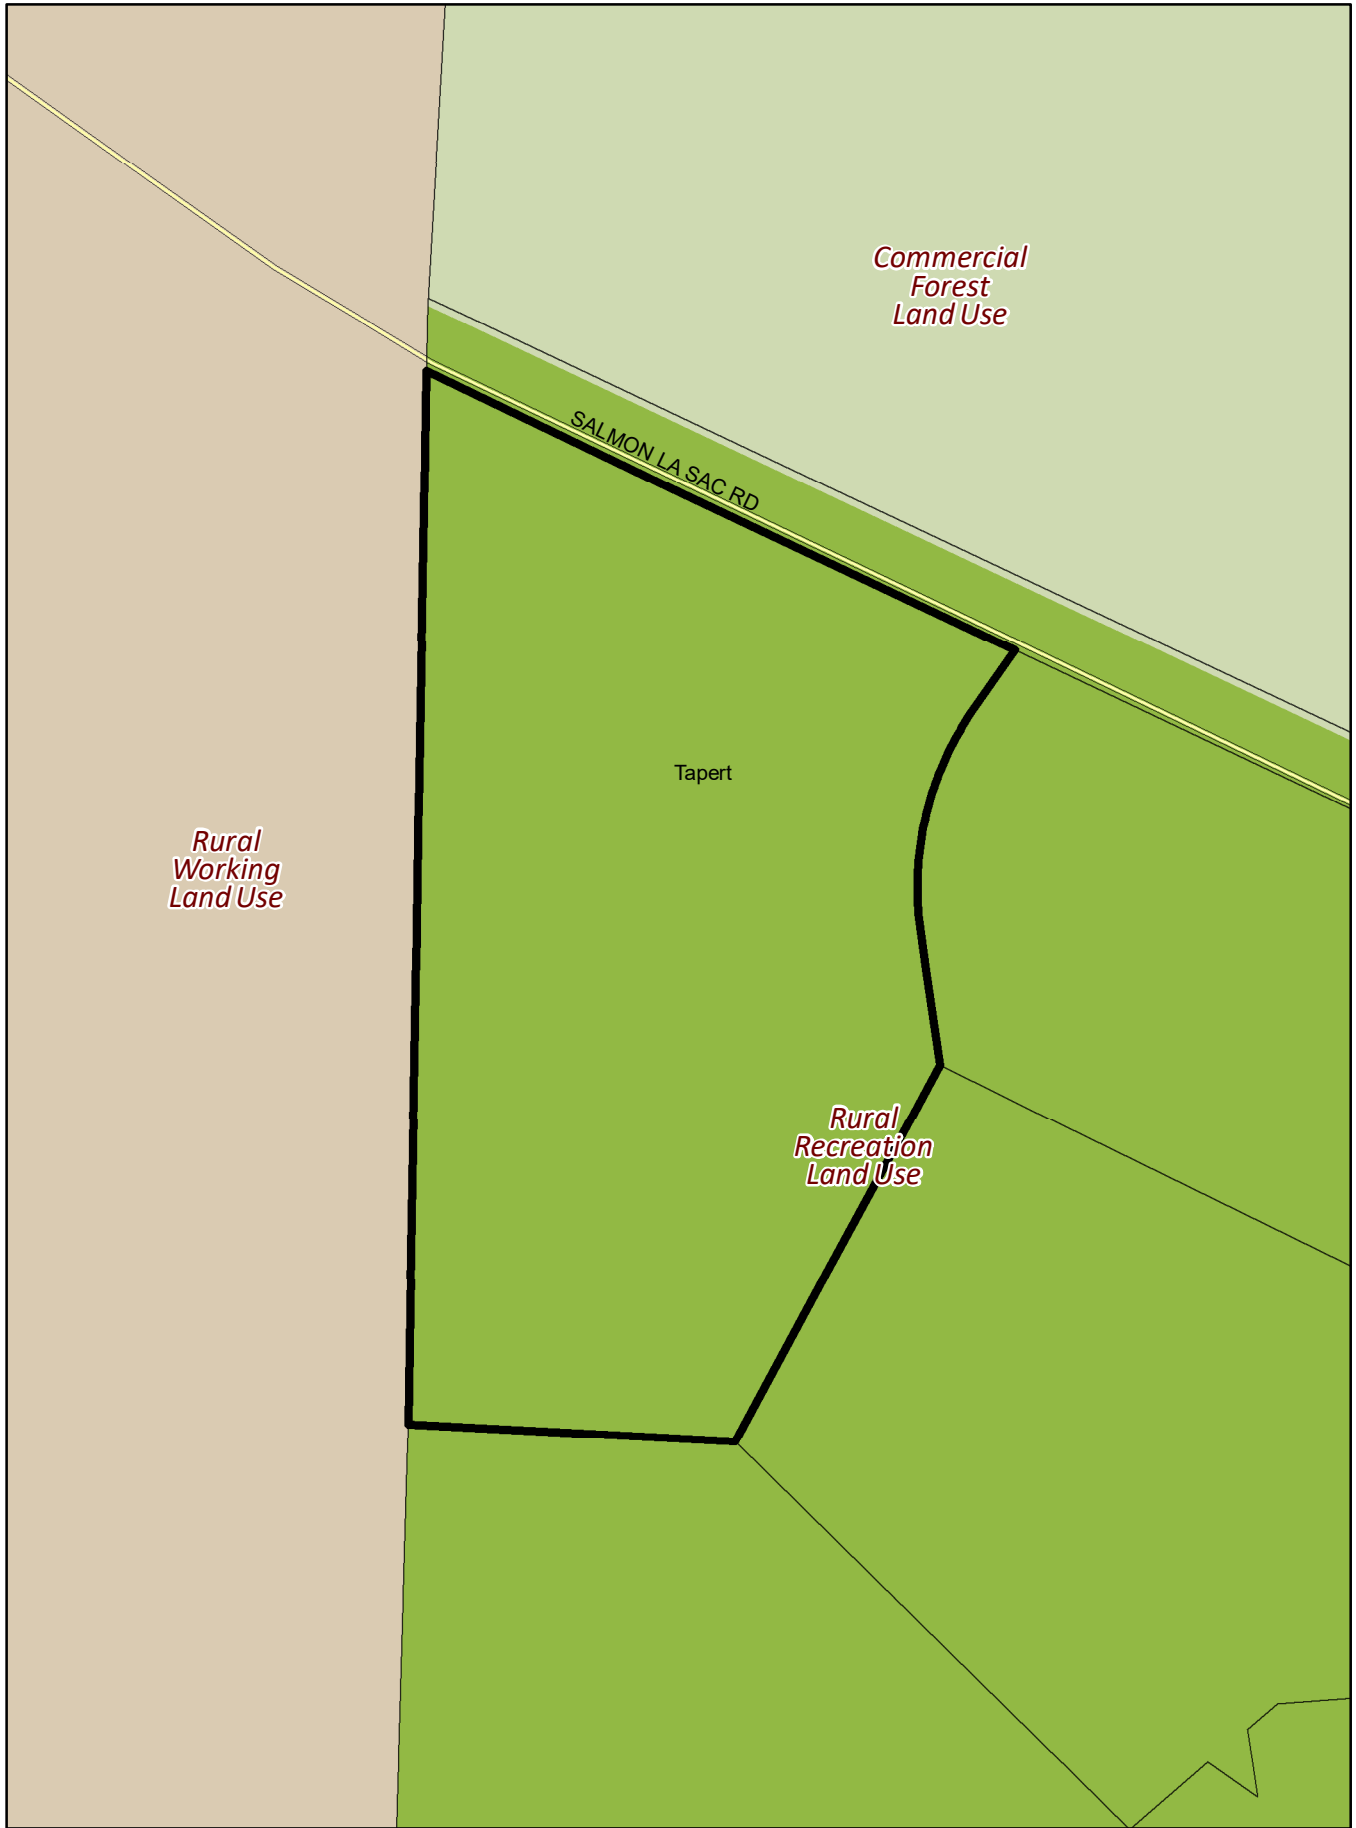 Commercial
Forest
Land Use
SALMON LA SAC RD
Tapert
Rural
Working
Land Use
Rural
Recreation
Land Use